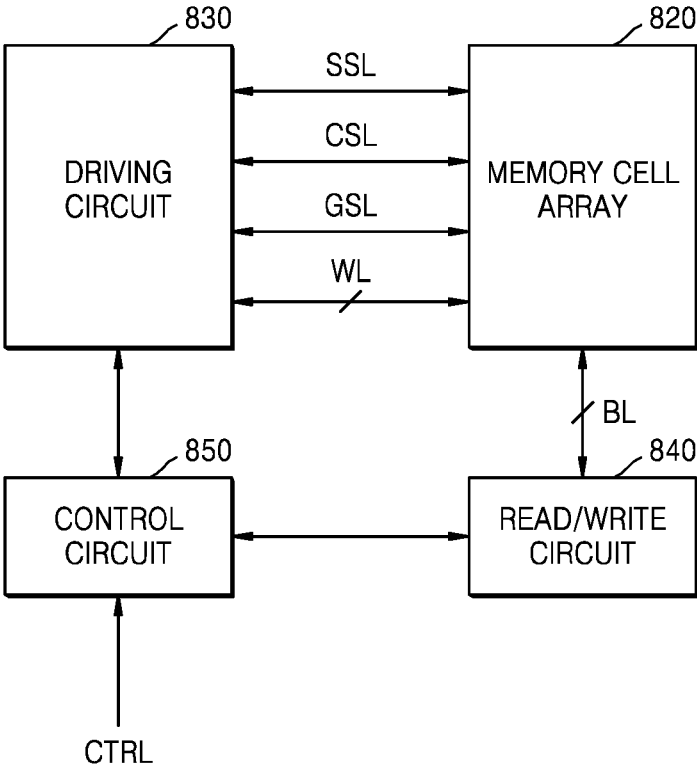 830
820
SSL
CSL
GSL
WL
DRIVING
CIRCUIT
MEMORY CELL
ARRAY
BL
850
840
CONTROL
CIRCUIT
READ/WRITE
CIRCUIT
CTRL